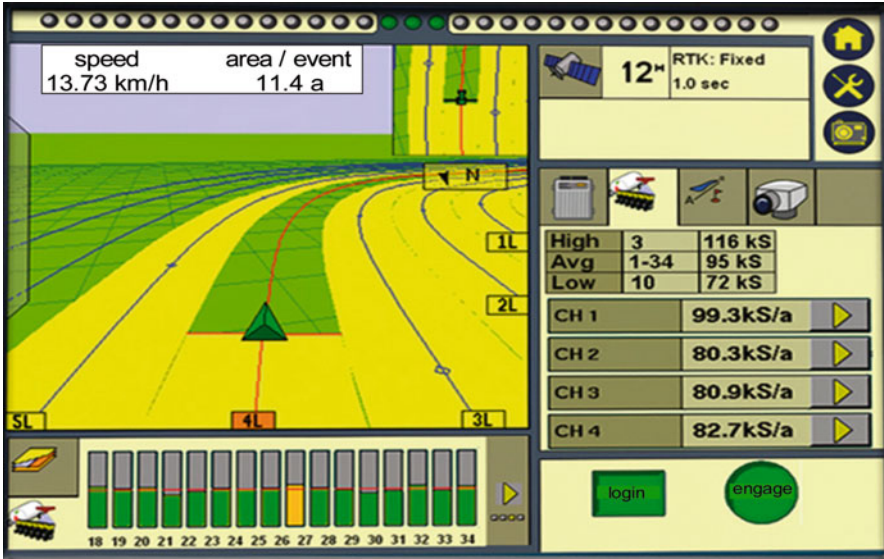 speed area / event
13.73 km/h 11.4 a
12 RTK: Fixed
1.0 sec
N
1L
2L
3L
4L
5L
A
High 3 116 kS
Avg 1-34 95 kS
Low 10 72 kS
CH 1 99.3kS/a
CH 2 80.3kS/a
CH 3 80.9kS/a
CH 4 82.7kS/a
login engage
18 19 20 21 22 23 24 25 26 27 28 29 30 31 32 33 34